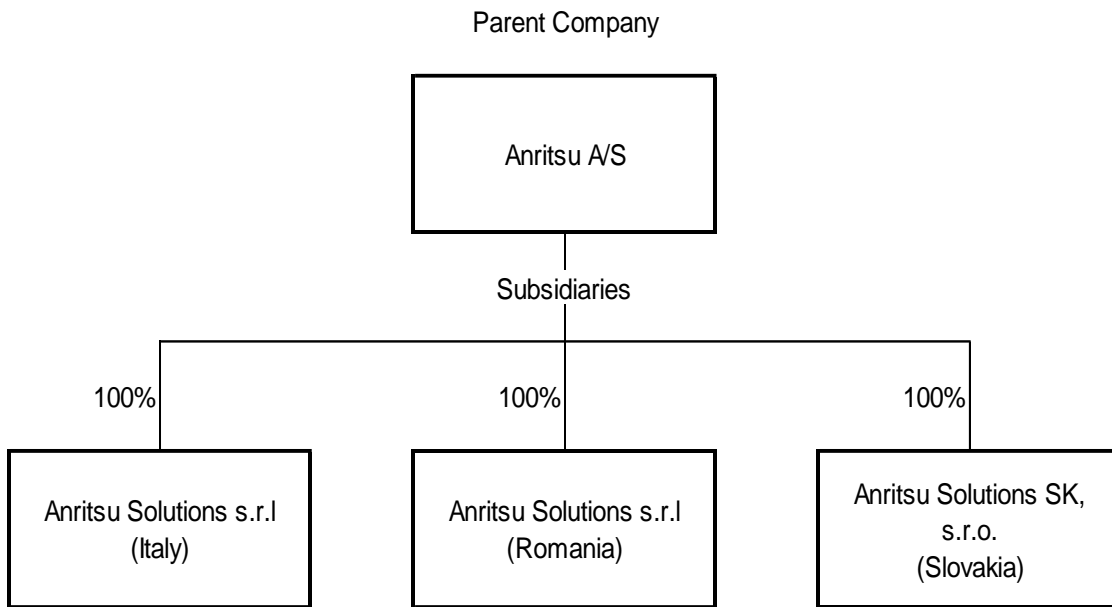 Parent Company
Anritsu A/S
Subsidiaries
100%
100%
100%
Anritsu Solutions s.r.l
(Italy)
Anritsu Solutions s.r.l
(Romania)
Anritsu Solutions SK,
s.r.o.
(Slovakia)